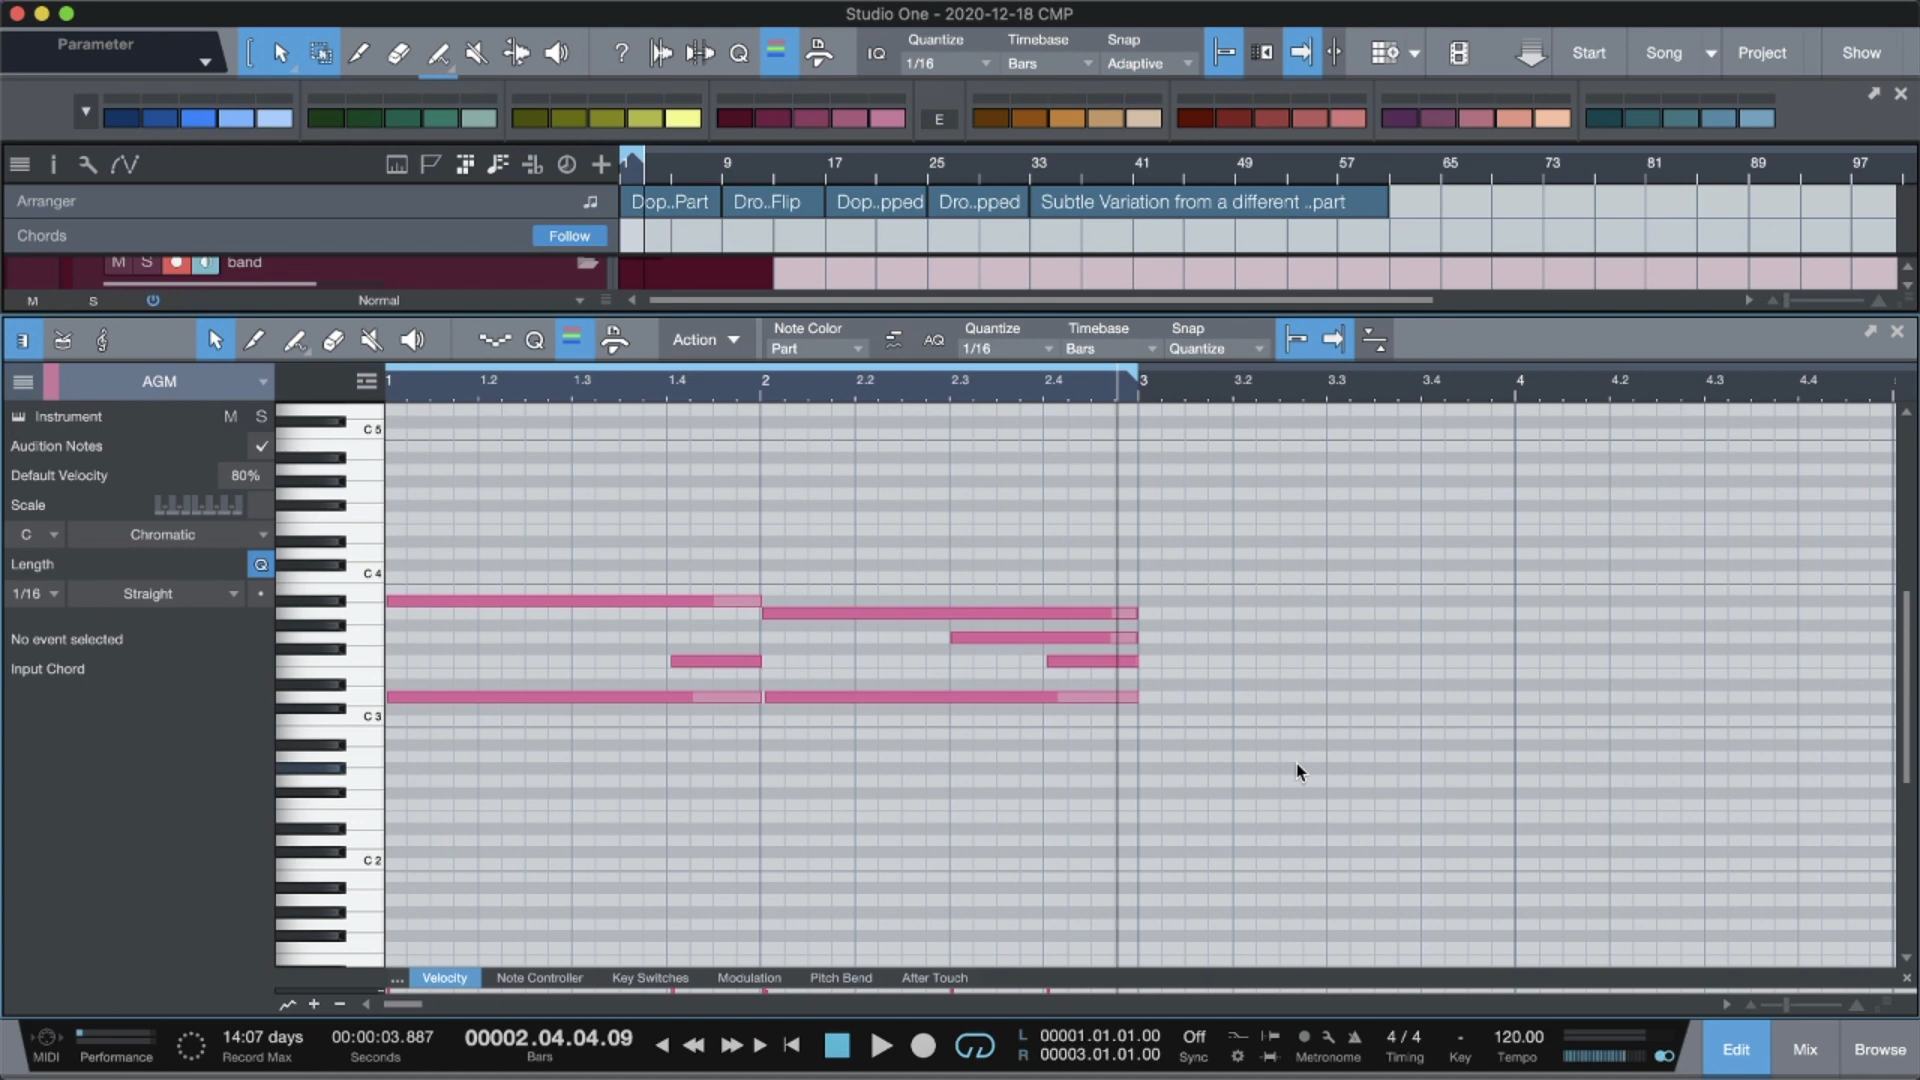 Studio One - 2020-12-18 CMP
Parameter
? Q IQ
Quantize Timebase Snap
1/16 Bars Adaptive
Start Song Project Show
E
1 9 17 25 33 41 49 57 65 73 81 89 97
Arranger
Dop..Part Dro..Flip Dop..pped Dro..pped Subtle Variation from a different ..part
Chords Follow
M S band
M S Normal
Q Action
Note Color
Part
AQ
Quantize Timebase Snap
1/16 Bars Quantize
AGM
1 1.2 1.3 1.4 2 2.2 2.3 2.4 3 3.2 3.3 3.4 4 4.2 4.3 4.4
Instrument M S
Audition Notes
Default Velocity 80%
Scale
C Chromatic
Length Q
1/16 Straight
No event selected
Input Chord
C 5
C 4
C 3
C 2
... Velocity Note Controller Key Switches Modulation Pitch Bend After Touch
MIDI
Performance
14:07 days
Record Max
00:00:03.887
Seconds
00002.04.04.09
Bars
L 00001.01.01.00
R 00003.01.01.00
Off
Sync
Metronome
4 / 4
Timing
-
Key
120.00
Tempo
Edit Mix Browse